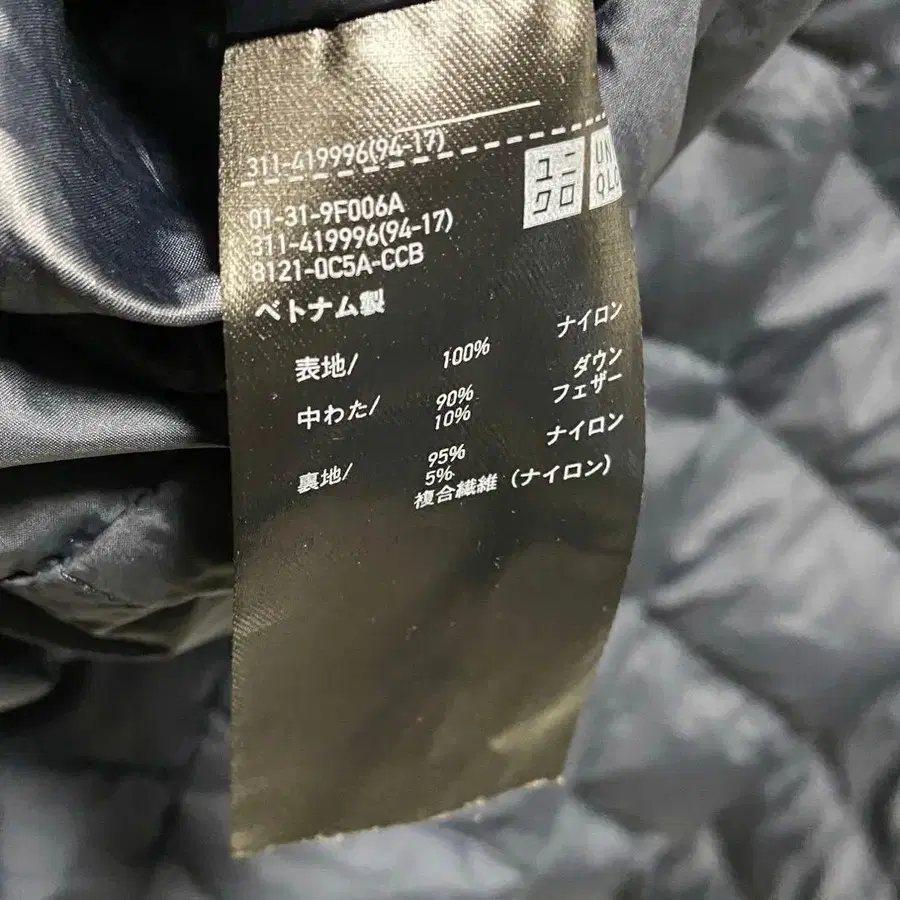 311-419996(94-17)
ユニ
クロ
UN
QLO
01-31-9F006A
311-419996(94-17)
8121-0C5A-CCB
ベトナム製
表地/ 100% ナイロン
中わた/ 90% ダウン
10% フェザー
裏地/ 95% ナイロン
5%
複合繊維(ナイロン)